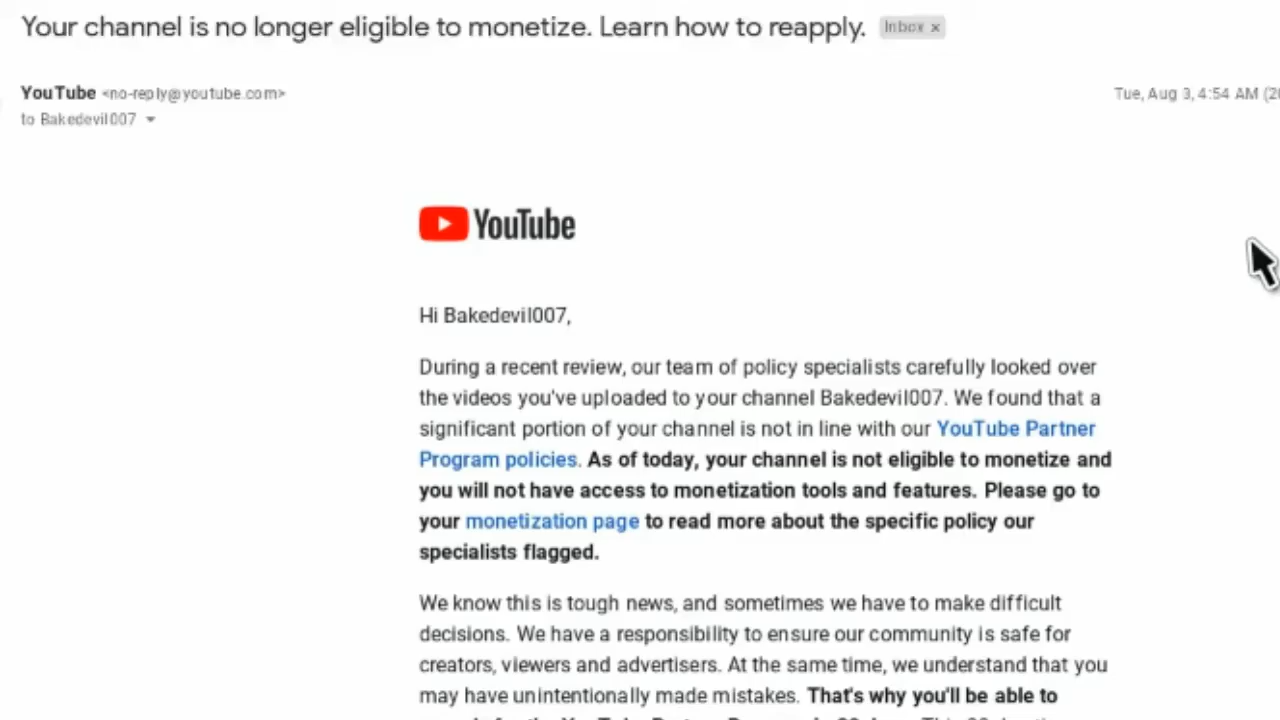 Your channel is no longer eligible to monetize. Learn how to reapply. Inbox ×
YouTube <no-reply@youtube.com> Tue, Aug 3, 4:54 AM
to Bakedevil007
YouTube
Hi Bakedevil007,
During a recent review, our team of policy specialists carefully looked over
the videos you've uploaded to your channel Bakedevil007. We found that a
significant portion of your channel is not in line with our YouTube Partner
Program policies. As of today, your channel is not eligible to monetize and
you will not have access to monetization tools and features. Please go to
your monetization page to read more about the specific policy our
specialists flagged.
We know this is tough news, and sometimes we have to make difficult
decisions. We have a responsibility to ensure our community is safe for
creators, viewers and advertisers. At the same time, we understand that you
may have unintentionally made mistakes. That's why you'll be able to